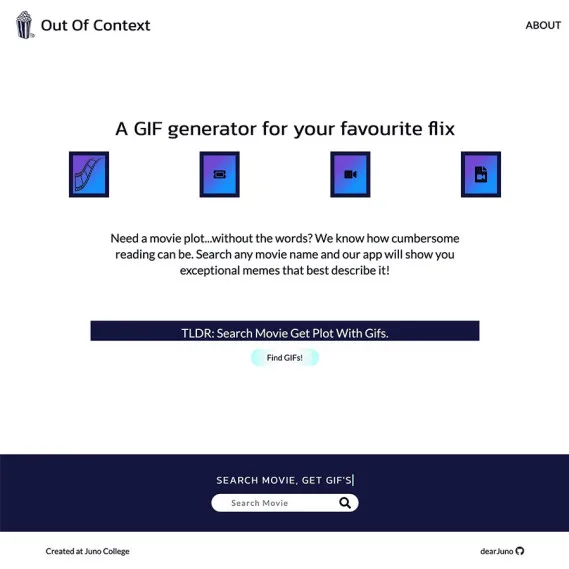 Out Of Context
ABOUT
A GIF generator for your favourite flix
Need a movie plot...without the words? We know how cumbersome
reading can be. Search any movie name and our app will show you
exceptional memes that best describe it!
TLDR: Search Movie Get Plot With Gifs.
Find GIFs!
SEARCH MOVIE, GET GIF'S
Search Movie
Created at Juno College
dearJuno